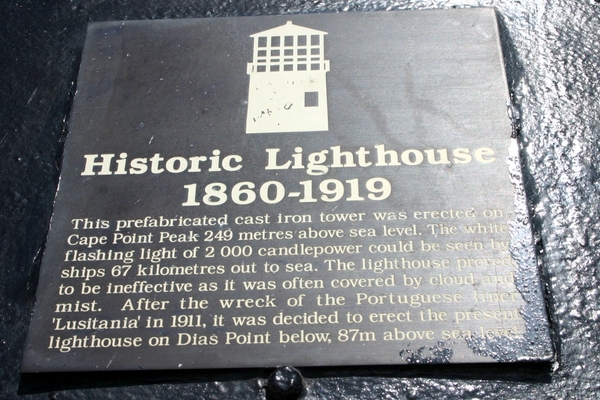 Historic Lighthouse
1860-1919
This prefabricated cast iron tower was erected on
Cape Point Peak 249 metres above sea level. The white
flashing light of 2 000 candlepower could be seen by
ships 67 kilometres out to sea. The lighthouse proved
to be ineffective as it was often covered by cloud and
mist. After the wreck of the Portuguese liner
'Lusitania' in 1911, it was decided to erect the present
lighthouse on Dias Point below, 87m above sea level.